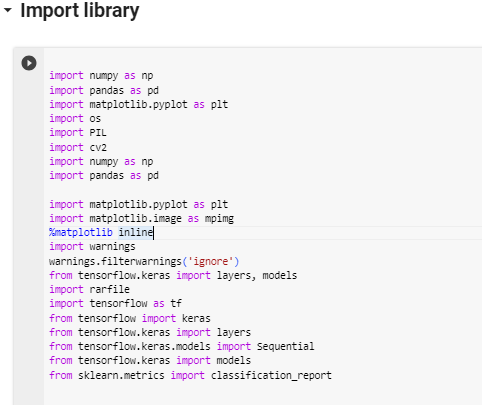 Import library
import numpy as np
import pandas as pd
import matplotlib.pyplot as plt
import os
import PIL
import cv2
import numpy as np
import pandas as pd
import matplotlib.pyplot as plt
import matplotlib.image as mpimg
%matplotlib inline
import warnings
warnings.filterwarnings('ignore')
from tensorflow.keras import layers, models
import rarfile
import tensorflow as tf
from tensorflow import keras
from tensorflow.keras import layers
from tensorflow.keras.models import Sequential
from tensorflow.keras import models
from sklearn.metrics import classification_report